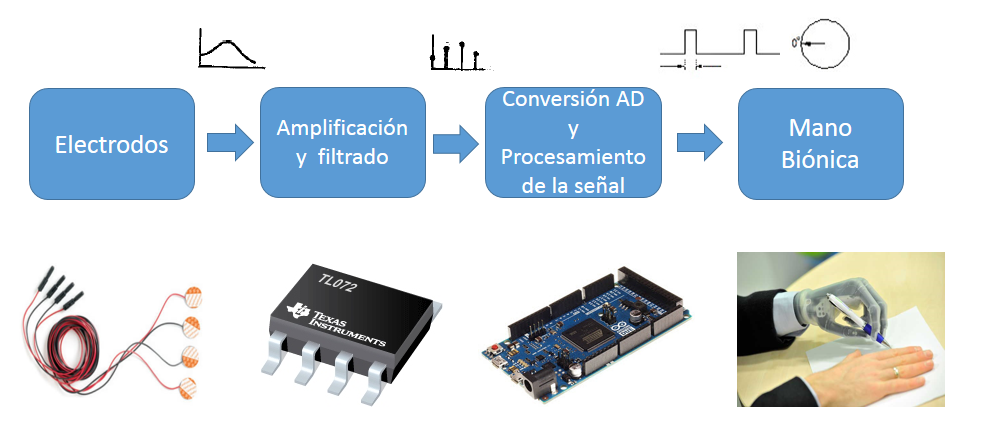 0°
Electrodos
Amplificación
y filtrado
Conversión AD
y
Procesamiento
de la señal
Mano
Biónica
TL072
TEXAS
INSTRUMENTS